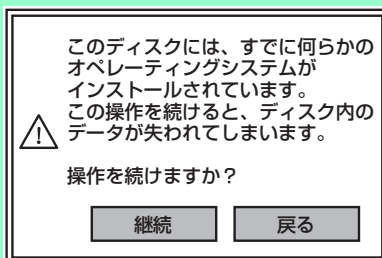 このディスクには、すでに何らかの
オペレーティングシステムが
インストールされています。
この操作を続けると、ディスク内の
データが失われてしまいます。
操作を続けますか？
継続
戻る